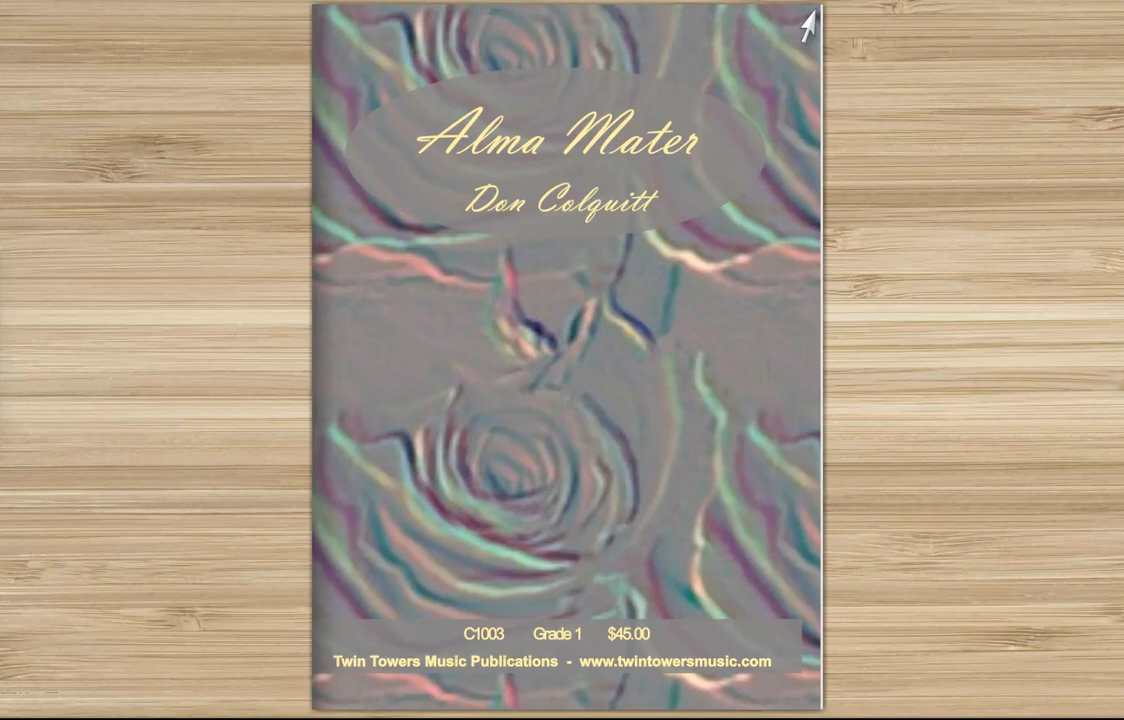 Alma Mater
Don Colquitt
C1003 Grade 1 $45.00
Twin Towers Music Publications - www.twintowersmusic.com